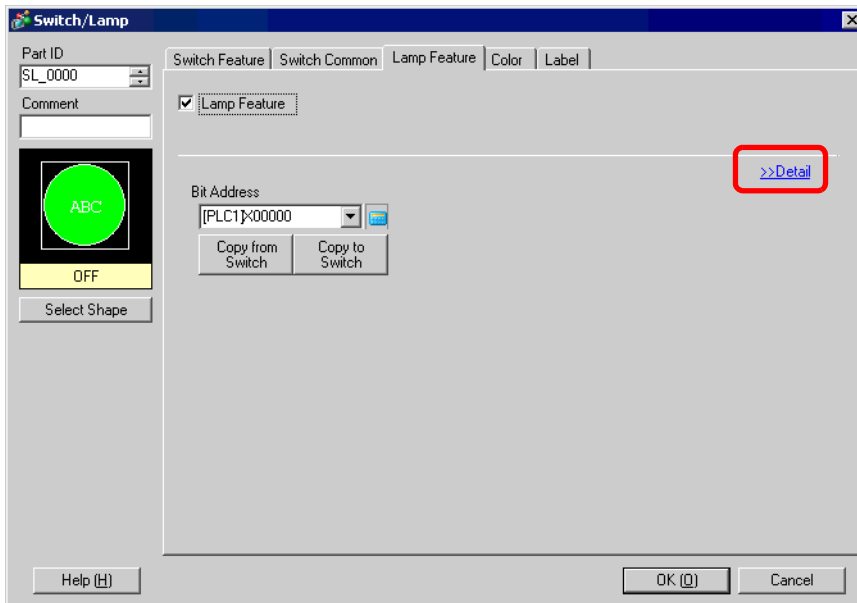 Switch/Lamp
Part ID
SL_0000
Comment
ABC
OFF
Select Shape
Switch Feature
Switch Common
Lamp Feature
Color
Label
Lamp Feature
>>Detail
Bit Address
[PLC1]X00000
Copy from
Switch
Copy to
Switch
Help (H)
OK (O)
Cancel